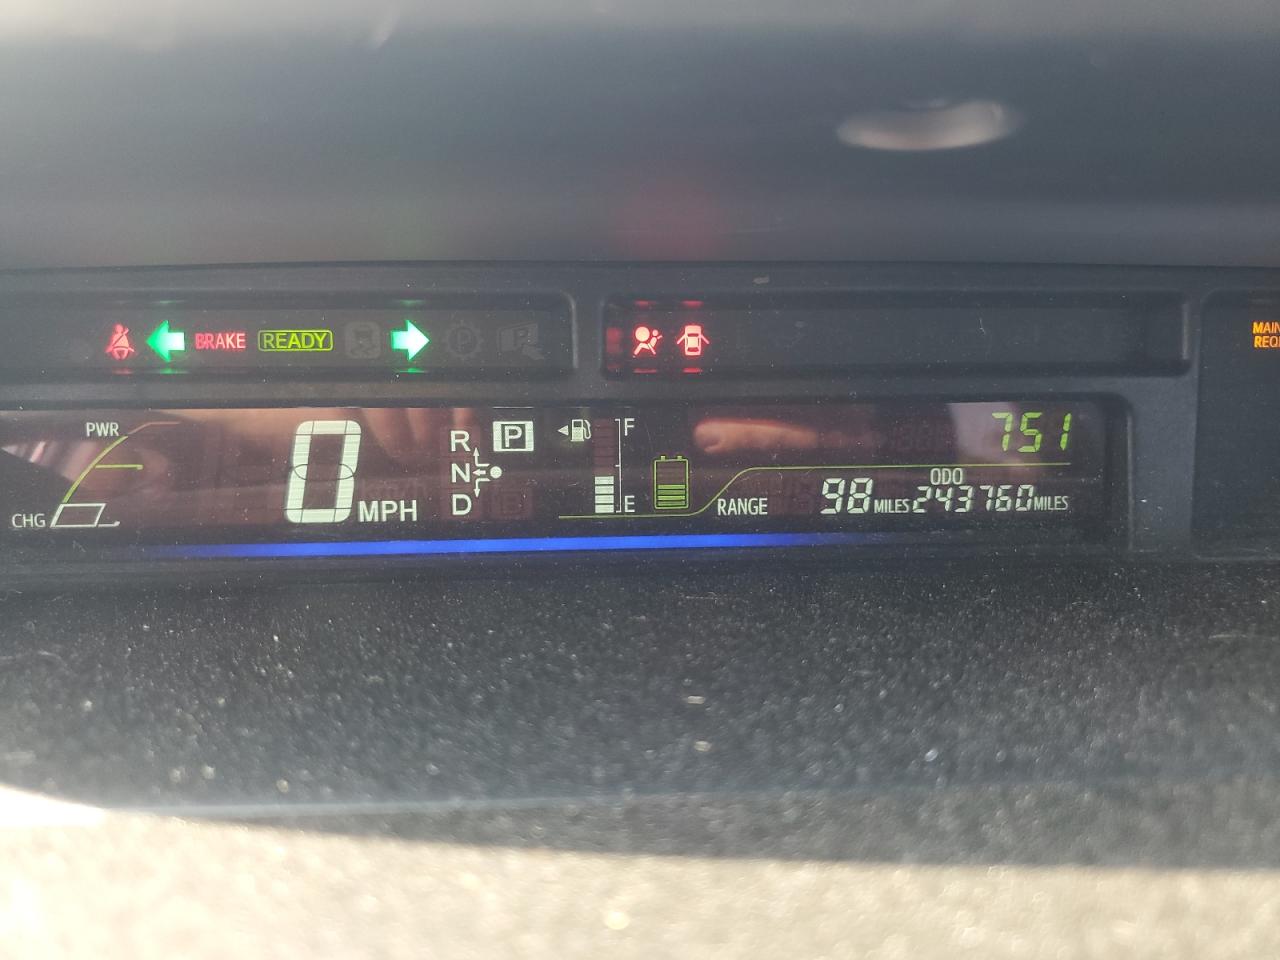 BRAKE READY
MAIN
REQ
PWR
CHG
0 MPH
R
N
D
P
F
E
751
RANGE 98 MILES
ODO
243760 MILES